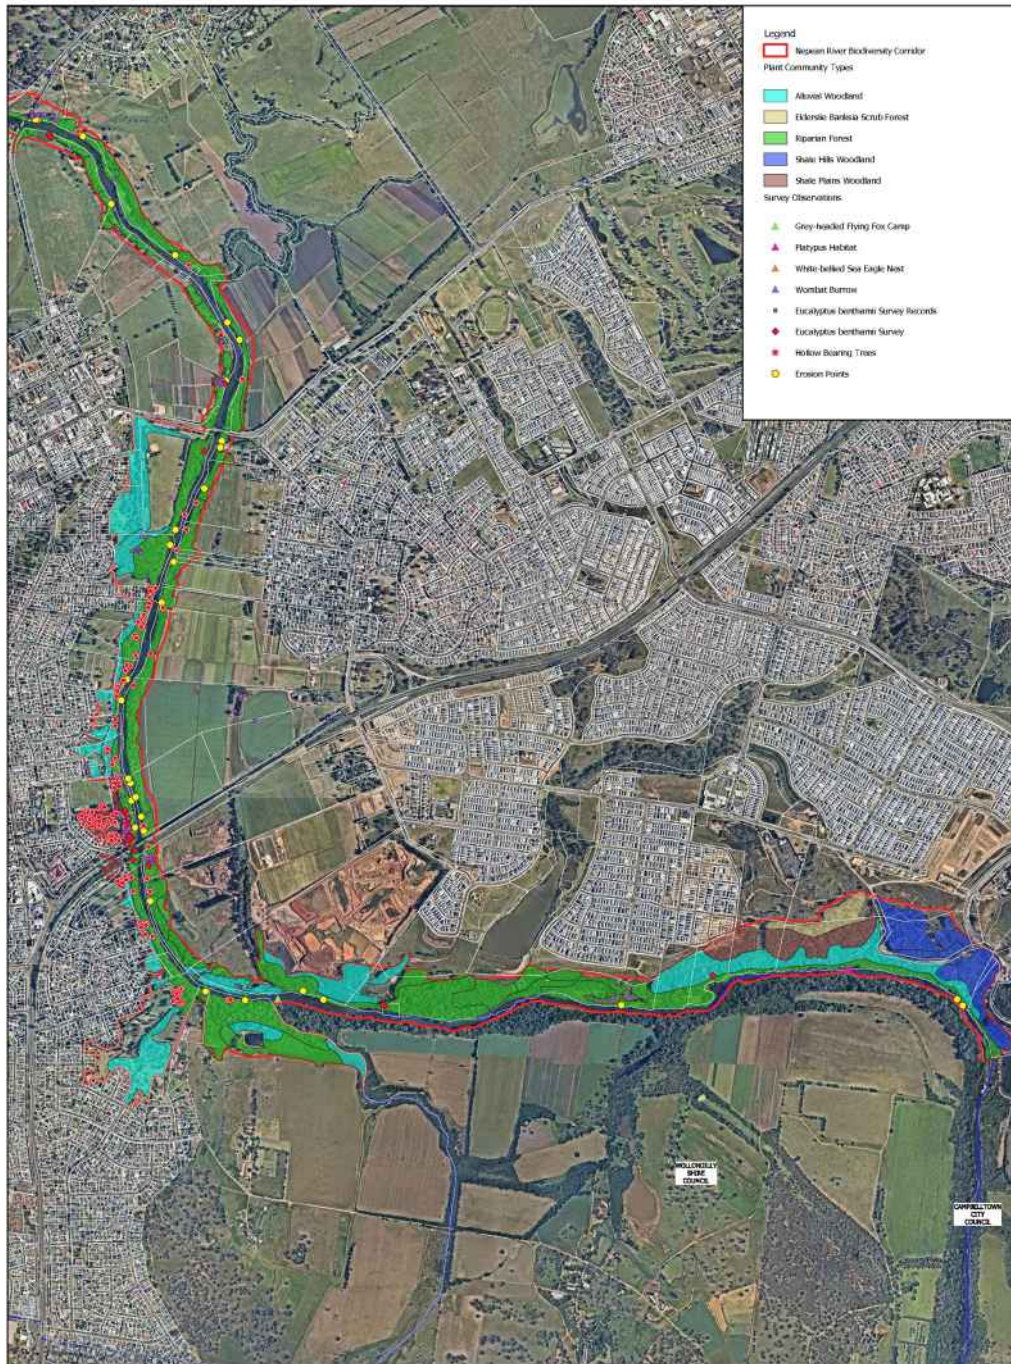 Legend
Nepean River Biodiversity Corridor
Plant Community Types
Alluvial Woodland
Elderslie Banksia Scrub Forest
Riparian Forest
Shale Hills Woodland
Shale Plains Woodland
Survey Observations
Grey-headed Flying Fox Camp
Platypus Habitat
White-bellied Sea Eagle Nest
Wombat Burrow
Eucalyptus benthamii Survey Records
Eucalyptus benthamii Survey
Hollow Bearing Trees
Erosion Points
WOLLONDILLY
SHIRE
COUNCIL
CAMPBELLTOWN
CITY
COUNCIL